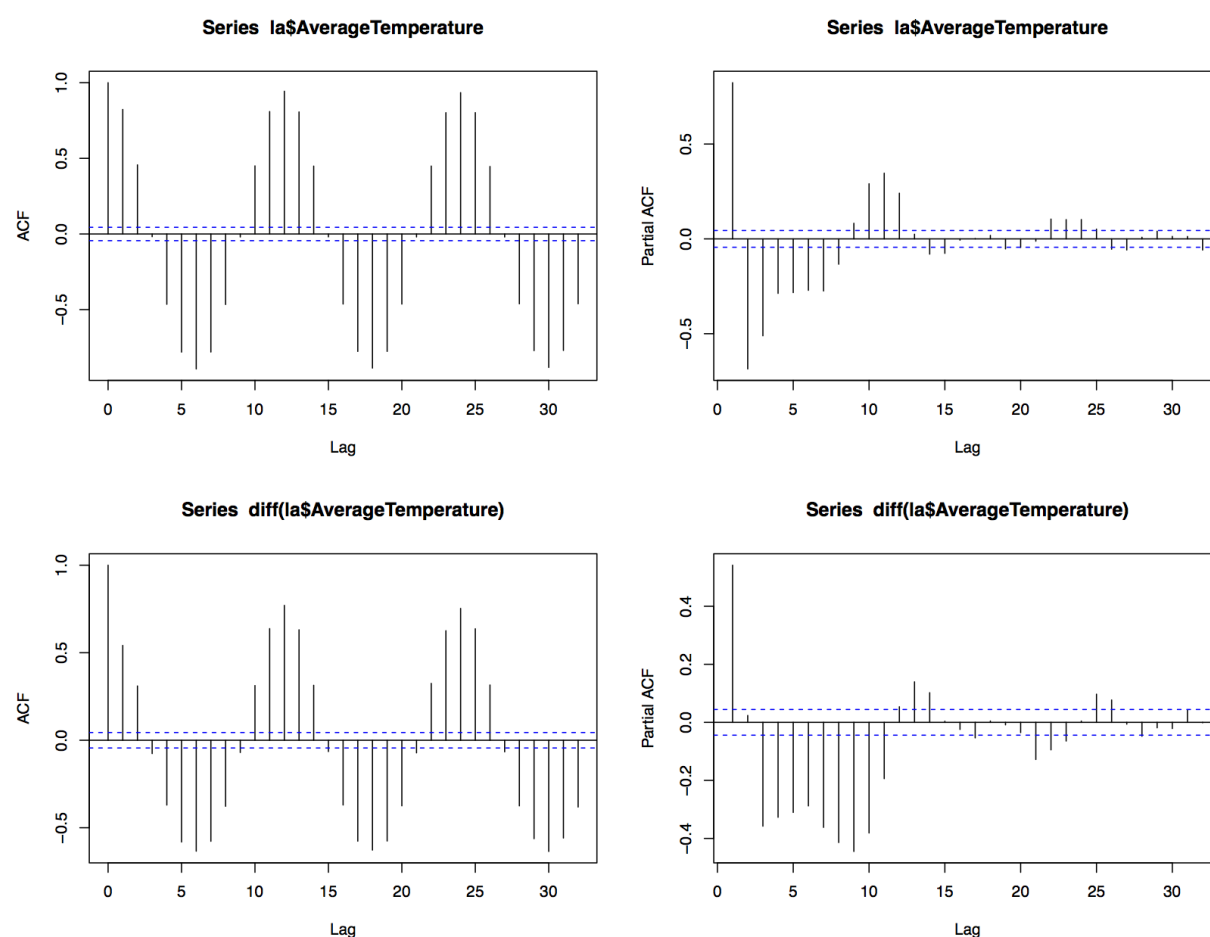 Series la$AverageTemperature
ACF
1.0
0.5
0.0
−0.5
0 5 10 15 20 25 30
Lag
Series la$AverageTemperature
Partial ACF
0.5
0.0
−0.5
0 5 10 15 20 25 30
Lag
Series diff(la$AverageTemperature)
ACF
1.0
0.5
0.0
−0.5
0 5 10 15 20 25 30
Lag
Series diff(la$AverageTemperature)
Partial ACF
0.4
0.2
0.0
−0.2
−0.4
0 5 10 15 20 25 30
Lag